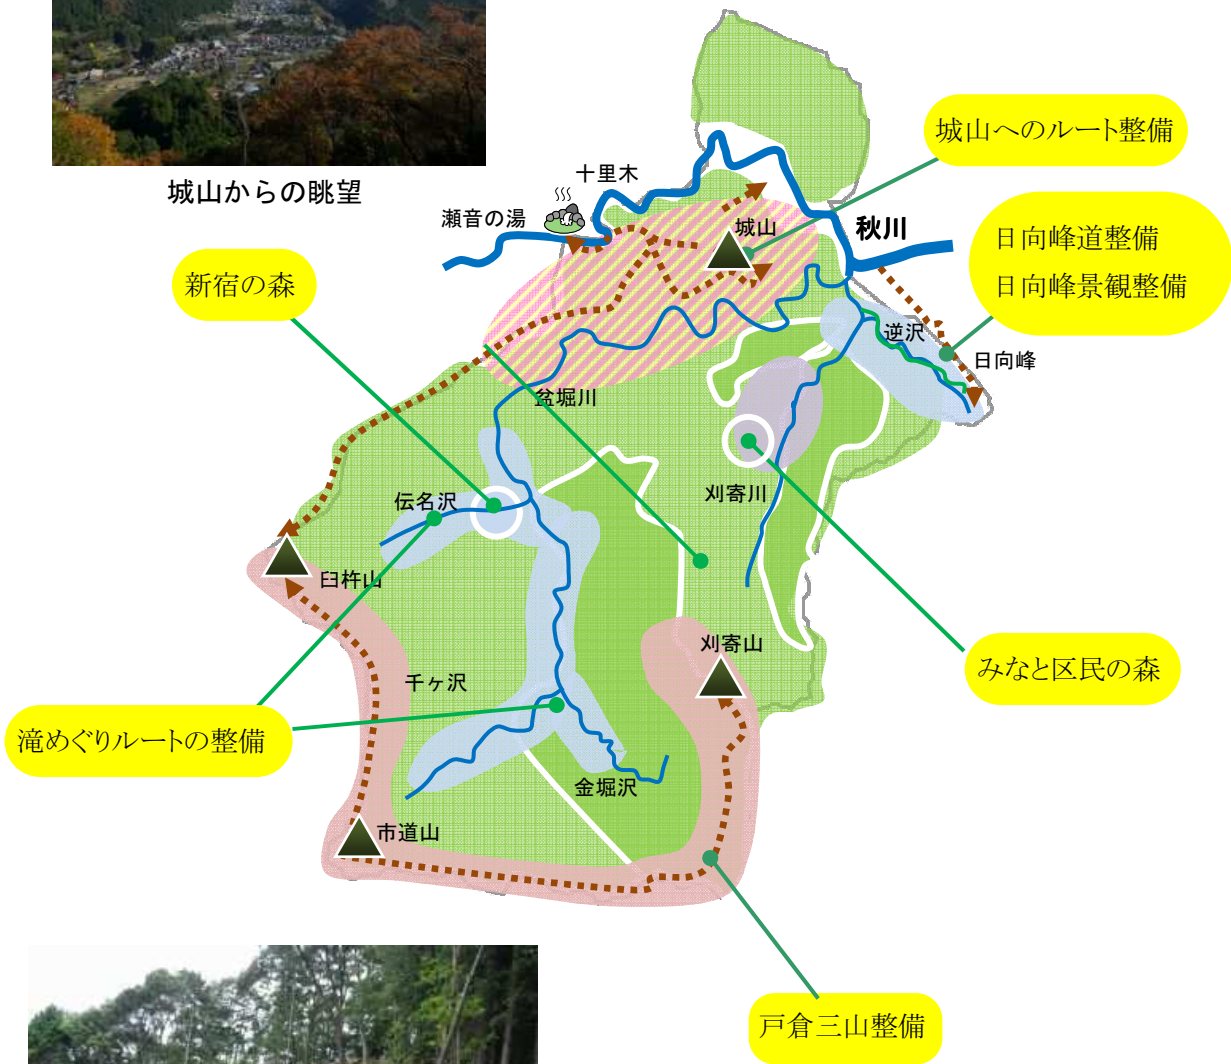 城山からの眺望
城山へのルート整備
十里木
瀬音の湯
城山
秋川
日向峰道整備
日向峰景観整備
新宿の森
逆沢
日向峰
盆堀川
伝名沢
刈寄川
臼杵山
刈寄山
みなと区民の森
千ヶ沢
滝めぐりルートの整備
金堀沢
市道山
戸倉三山整備